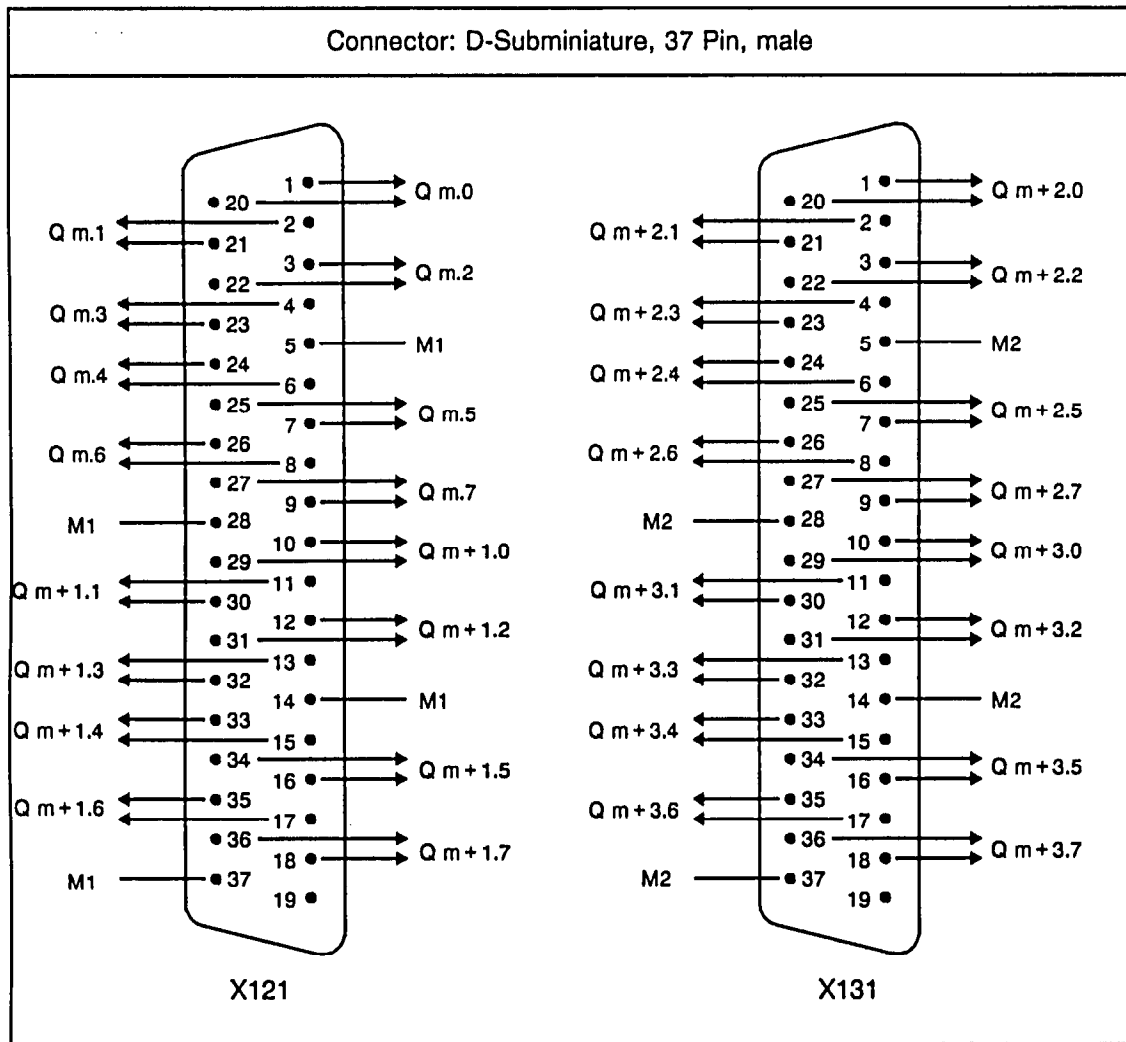 Connector: D-Subminiature, 37 Pin, male
1 Q m.0
20
Q m.1 2
21
3 Q m.2
22
Q m.3 4
23
5 M1
Q m.4 24
6
25 Q m.5
7
Q m.6 26
8
27 Q m.7
9
M1 28
10 Q m+1.0
29
Q m+1.1 11
30
12 Q m+1.2
31
Q m+1.3 13
32
14 M1
Q m+1.4 33
15
34 Q m+1.5
16
Q m+1.6 35
17
36 Q m+1.7
18
M1 37
19
X121
1 Q m+2.0
20
Q m+2.1 2
21
3 Q m+2.2
22
Q m+2.3 4
23
5 M2
Q m+2.4 24
6
25 Q m+2.5
7
Q m+2.6 26
8
27 Q m+2.7
9
M2 28
10 Q m+3.0
29
Q m+3.1 11
30
12 Q m+3.2
31
Q m+3.3 13
32
14 M2
Q m+3.4 33
15
34 Q m+3.5
16
Q m+3.6 35
17
36 Q m+3.7
18
M2 37
19
X131